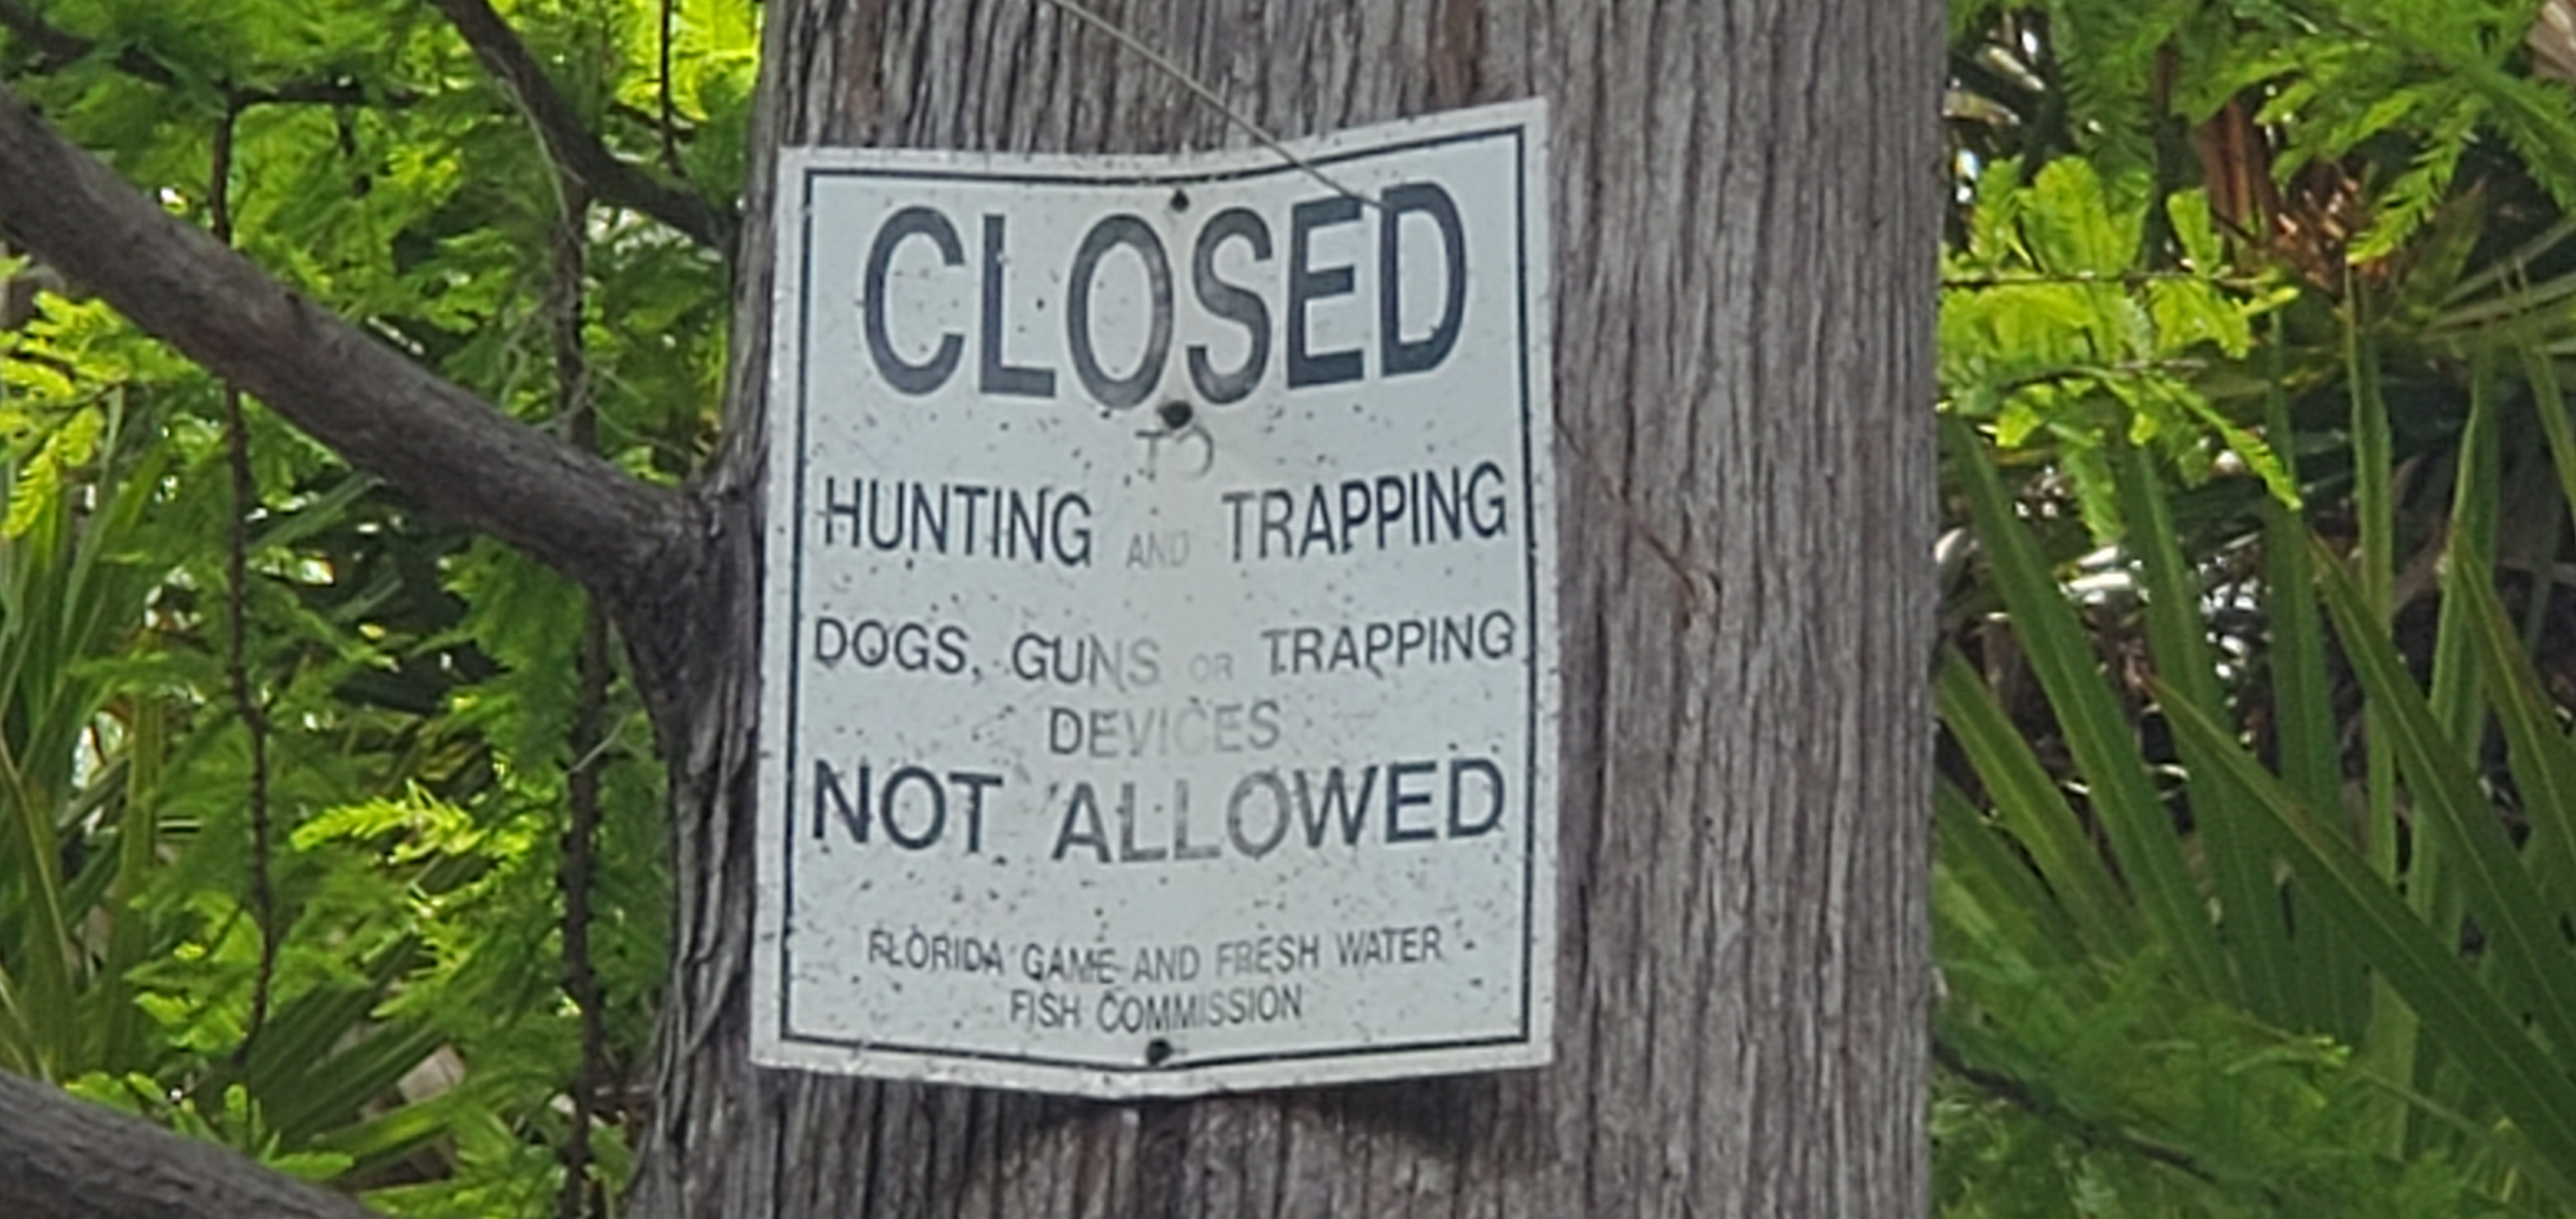 CLOSED
TO
HUNTING AND TRAPPING
DOGS, GUNS OR TRAPPING
DEVICES
NOT ALLOWED
FLORIDA GAME AND FRESH WATER
FISH COMMISSION